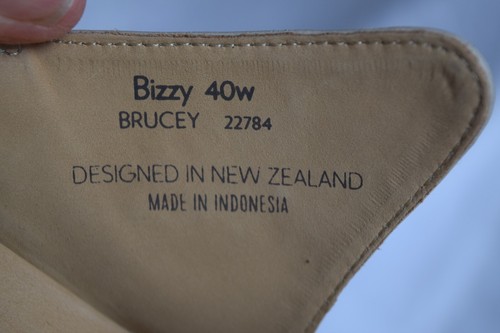 Bizzy 40w
BRUCEY 22784
DESIGNED IN NEW ZEALAND
MADE IN INDONESIA